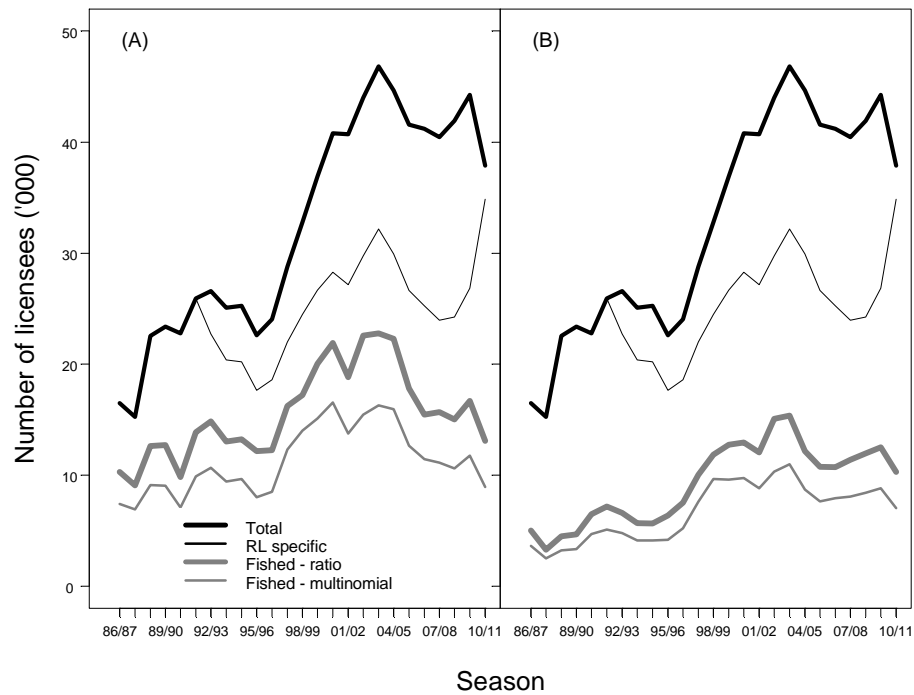 (A)
(B)
50
40
30
20
10
0
Number of licensees ('000)
Total
RL specific
Fished - ratio
Fished - multinomial
86/87 89/90 92/93 95/96 98/99 01/02 04/05 07/08 10/11
86/87 89/90 92/93 95/96 98/99 01/02 04/05 07/08 10/11
Season